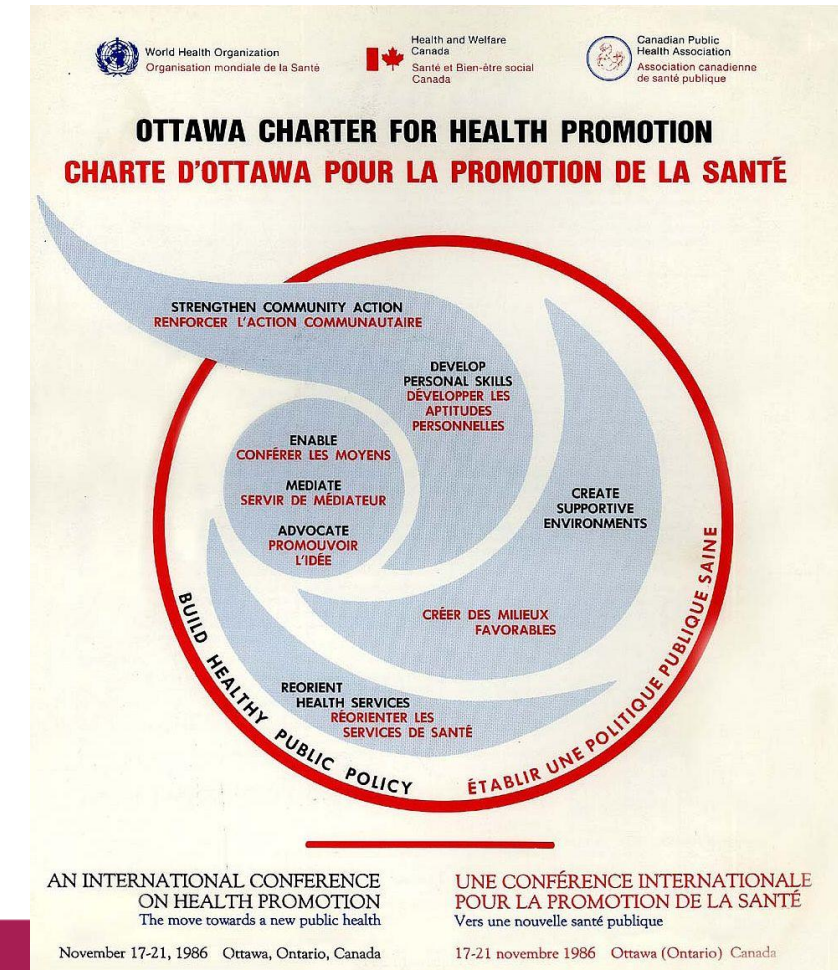 World Health Organization
Organisation mondiale de la Santé
Health and Welfare
Canada
Santé et Bien-être social
Canada
Canadian Public
Health Association
Association canadienne
de santé publique
OTTAWA CHARTER FOR HEALTH PROMOTION
CHARTE D'OTTAWA POUR LA PROMOTION DE LA SANTÉ
STRENGTHEN COMMUNITY ACTION
RENFORCER L'ACTION COMMUNAUTAIRE
DEVELOP
PERSONAL SKILLS
DÉVELOPPER LES
APTITUDES
PERSONNELLES
ENABLE
CONFÉRER LES MOYENS
MEDIATE
SERVIR DE MÉDIATEUR
ADVOCATE
PROMOUVOIR
L'IDÉE
CREATE
SUPPORTIVE
ENVIRONMENTS
CRÉER DES MILIEUX
FAVORABLES
REORIENT
HEALTH SERVICES
RÉORIENTER LES
SERVICES DE SANTÉ
BUILD HEALTHY PUBLIC POLICY
ÉTABLIR UNE POLITIQUE PUBLIQUE SAINE
AN INTERNATIONAL CONFERENCE
ON HEALTH PROMOTION
The move towards a new public health
November 17-21, 1986 Ottawa, Ontario, Canada
UNE CONFÉRENCE INTERNATIONALE
POUR LA PROMOTION DE LA SANTÉ
Vers une nouvelle santé publique
17-21 novembre 1986 Ottawa (Ontario) Canada